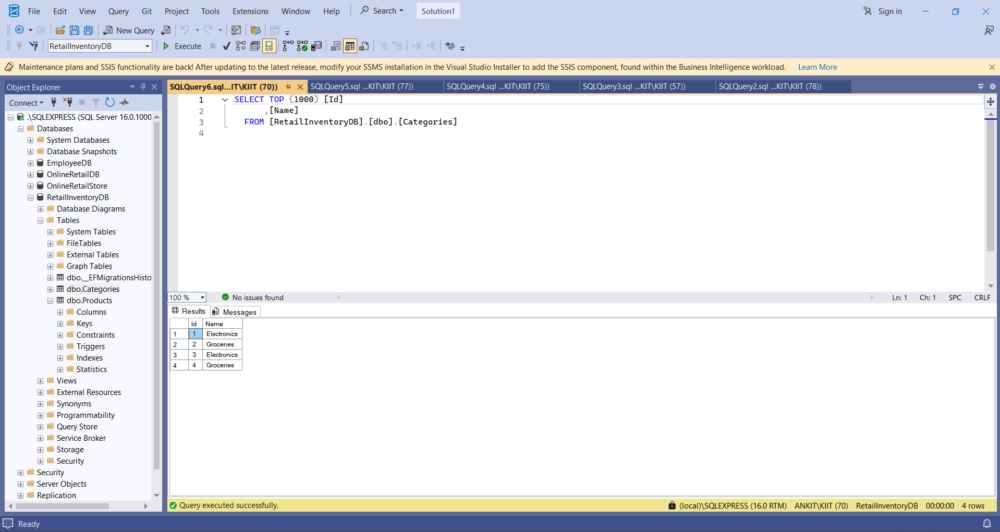 File Edit View Query Git Project Tools Extensions Window Help Search Solution1 Sign in
New Query
RetailInventoryDB Execute
Maintenance plans and SSIS functionality are back! After updating to the latest release, modify your SSMS installation in the Visual Studio Installer to add the SSIS component, found within the Business Intelligence workload. Learn More
Object Explorer
Connect
.\SQLEXPRESS (SQL Server 16.0.1000
Databases
System Databases
Database Snapshots
EmployeeDB
OnlineRetailDB
OnlineRetailStore
RetailInventoryDB
Database Diagrams
Tables
System Tables
FileTables
External Tables
Graph Tables
dbo.__EFMigrationsHisto
dbo.Categories
dbo.Products
Columns
Keys
Constraints
Triggers
Indexes
Statistics
Views
External Resources
Synonyms
Programmability
Query Store
Service Broker
Storage
Security
Security
Server Objects
Replication
SQLQuery6.sql...IT\KIIT (70)) SQLQuery5.sql ...KIT\KIIT (77)) SQLQuery4.sql ...KIT\KIIT (75)) SQLQuery3.sql ...KIT\KIIT (57)) SQLQuery2.sql ...KIT\KIIT (78))
1 SELECT TOP (1000) [Id]
2 ,[Name]
3 FROM [RetailInventoryDB].[dbo].[Categories]
4
100 % No issues found Ln: 1 Ch: 1 SPC CRLF
Results Messages
Id Name
1 1 Electronics
2 2 Groceries
3 3 Electronics
4 4 Groceries
Query executed successfully. (local)\SQLEXPRESS (16.0 RTM) ANKIT\KIIT (70) RetailInventoryDB 00:00:00 4 rows
Ready